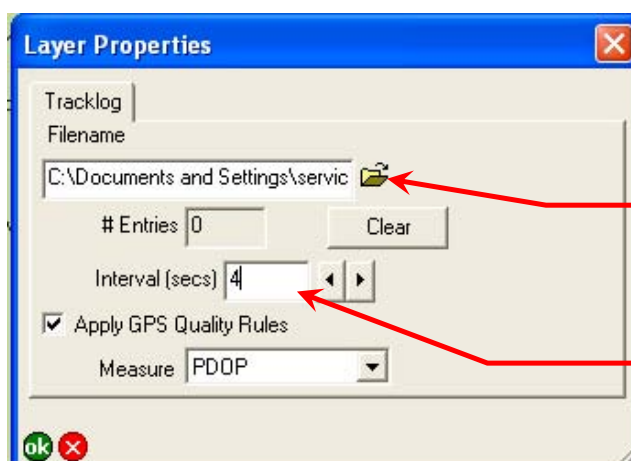 Layer Properties
Tracklog
Filename
C:\Documents and Settings\servic
# Entries 0 Clear
Interval (secs) 4
Apply GPS Quality Rules
Measure PDOP
ok